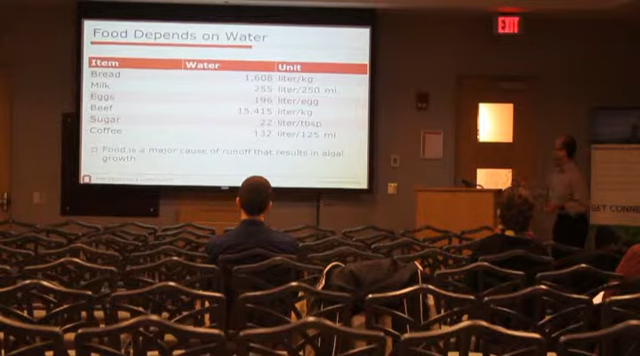 EXIT
Food Depends on Water
Item Water Unit
Bread 1,608 liter/kg
Milk 255 liter/250 ml
Eggs 196 liter/egg
Beef 15,415 liter/kg
Sugar 22 liter/tbsp
Coffee 132 liter/125 ml
Food is a major cause of runoff that results in algal
growth
GET CONNE